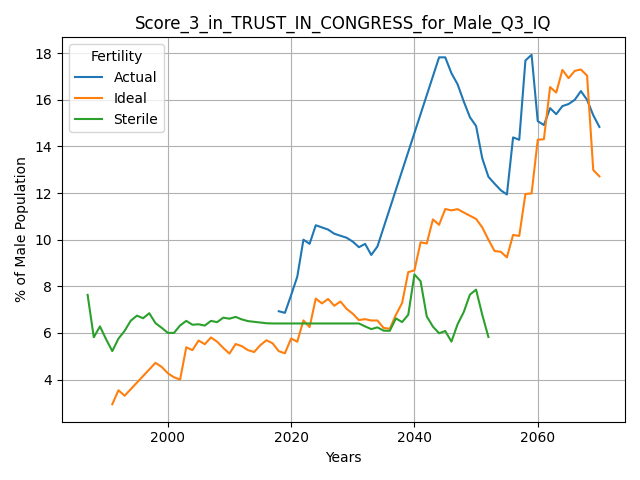 Score_3_in_TRUST_IN_CONGRESS_for_Male_Q3_IQ
Fertility
Actual
Ideal
Sterile
% of Male Population
18
16
14
12
10
8
6
4
2000
2020
2040
2060
Years